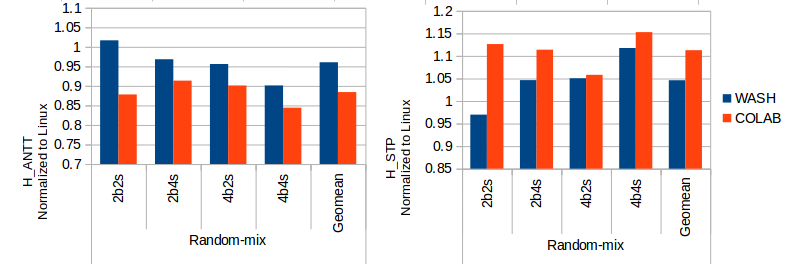 1.1
1.05
1
0.95
0.9
0.85
0.8
0.75
0.7
H_ANTT
Normalized to Linux
2b2s
2b4s
4b2s
4b4s
Geomean
Random-mix
1.2
1.15
1.1
1.05
1
0.95
0.9
0.85
H_STP
Normalized to Linux
2b2s
2b4s
4b2s
4b4s
Geomean
Random-mix
WASH
COLAB